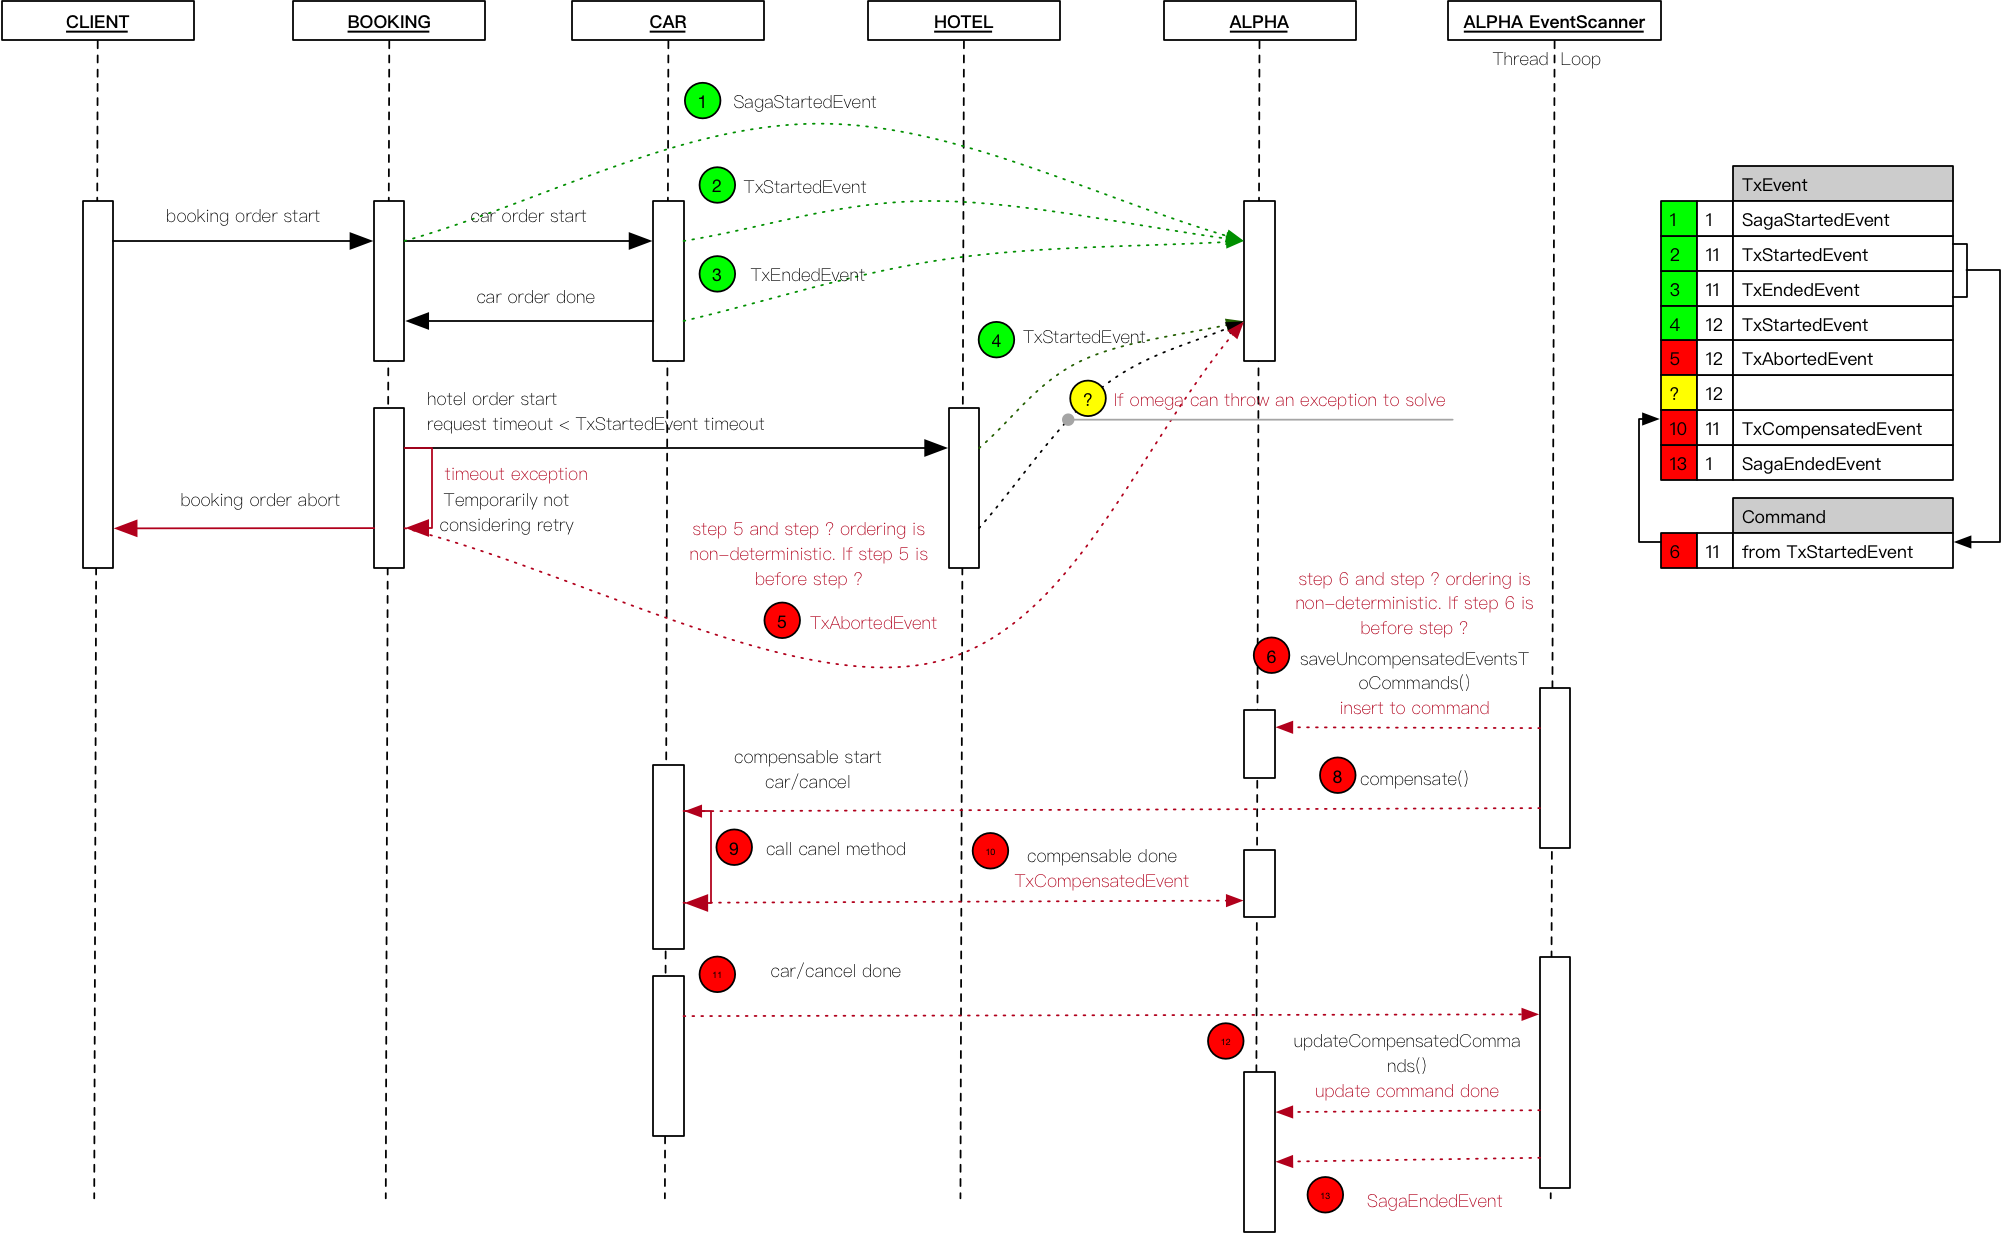 CLIENT
BOOKING
CAR
HOTEL
ALPHA
ALPHA EventScanner
Thread Loop
1
SagaStartedEvent
2
TxStartedEvent
booking order start
car order start
3
TxEndedEvent
car order done
4
TxStartedEvent
?
If omega can throw an exception to solve
hotel order start
request timeout < TxStartedEvent timeout
timeout exception
Temporarily not
considering retry
booking order abort
step 5 and step ? ordering is
non-deterministic. If step 5 is
before step ?
5
TxAbortedEvent
step 6 and step ? ordering is
non-deterministic. If step 6 is
before step ?
6
saveUncompensatedEventsT
oCommands()
insert to command
compensable start
car/cancel
8
compensate()
9
call canel method
10
compensable done
TxCompensatedEvent
11
car/cancel done
12
updateCompensatedComma
nds()
update command done
13
SagaEndedEvent
TxEvent
1 1 SagaStartedEvent
2 11 TxStartedEvent
3 11 TxEndedEvent
4 12 TxStartedEvent
5 12 TxAbortedEvent
? 12
10 11 TxCompensatedEvent
13 1 SagaEndedEvent
Command
6 11 from TxStartedEvent